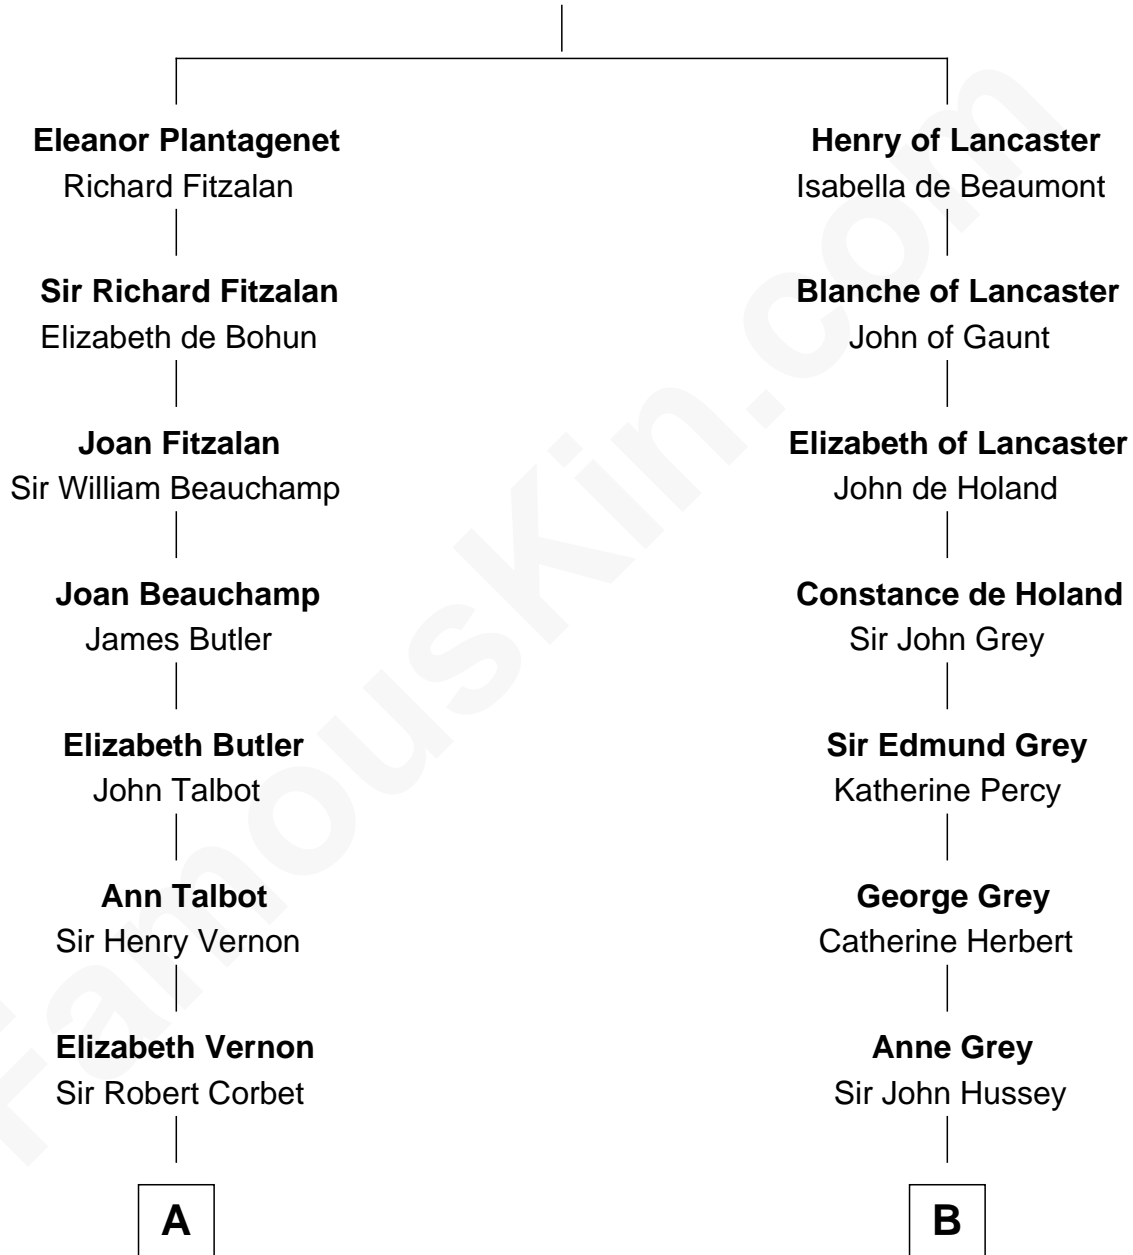 Eleanor Plantagenet
Richard Fitzalan
Sir Richard Fitzalan
Elizabeth de Bohun
Joan Fitzalan
Sir William Beauchamp
Joan Beauchamp
James Butler
Elizabeth Butler
John Talbot
Ann Talbot
Sir Henry Vernon
Elizabeth Vernon
Sir Robert Corbet
A
Henry of Lancaster
Isabella de Beaumont
Blanche of Lancaster
John of Gaunt
Elizabeth of Lancaster
John de Holand
Constance de Holand
Sir John Grey
Sir Edmund Grey
Katherine Percy
George Grey
Catherine Herbert
Anne Grey
Sir John Hussey
B
FamousKin.com